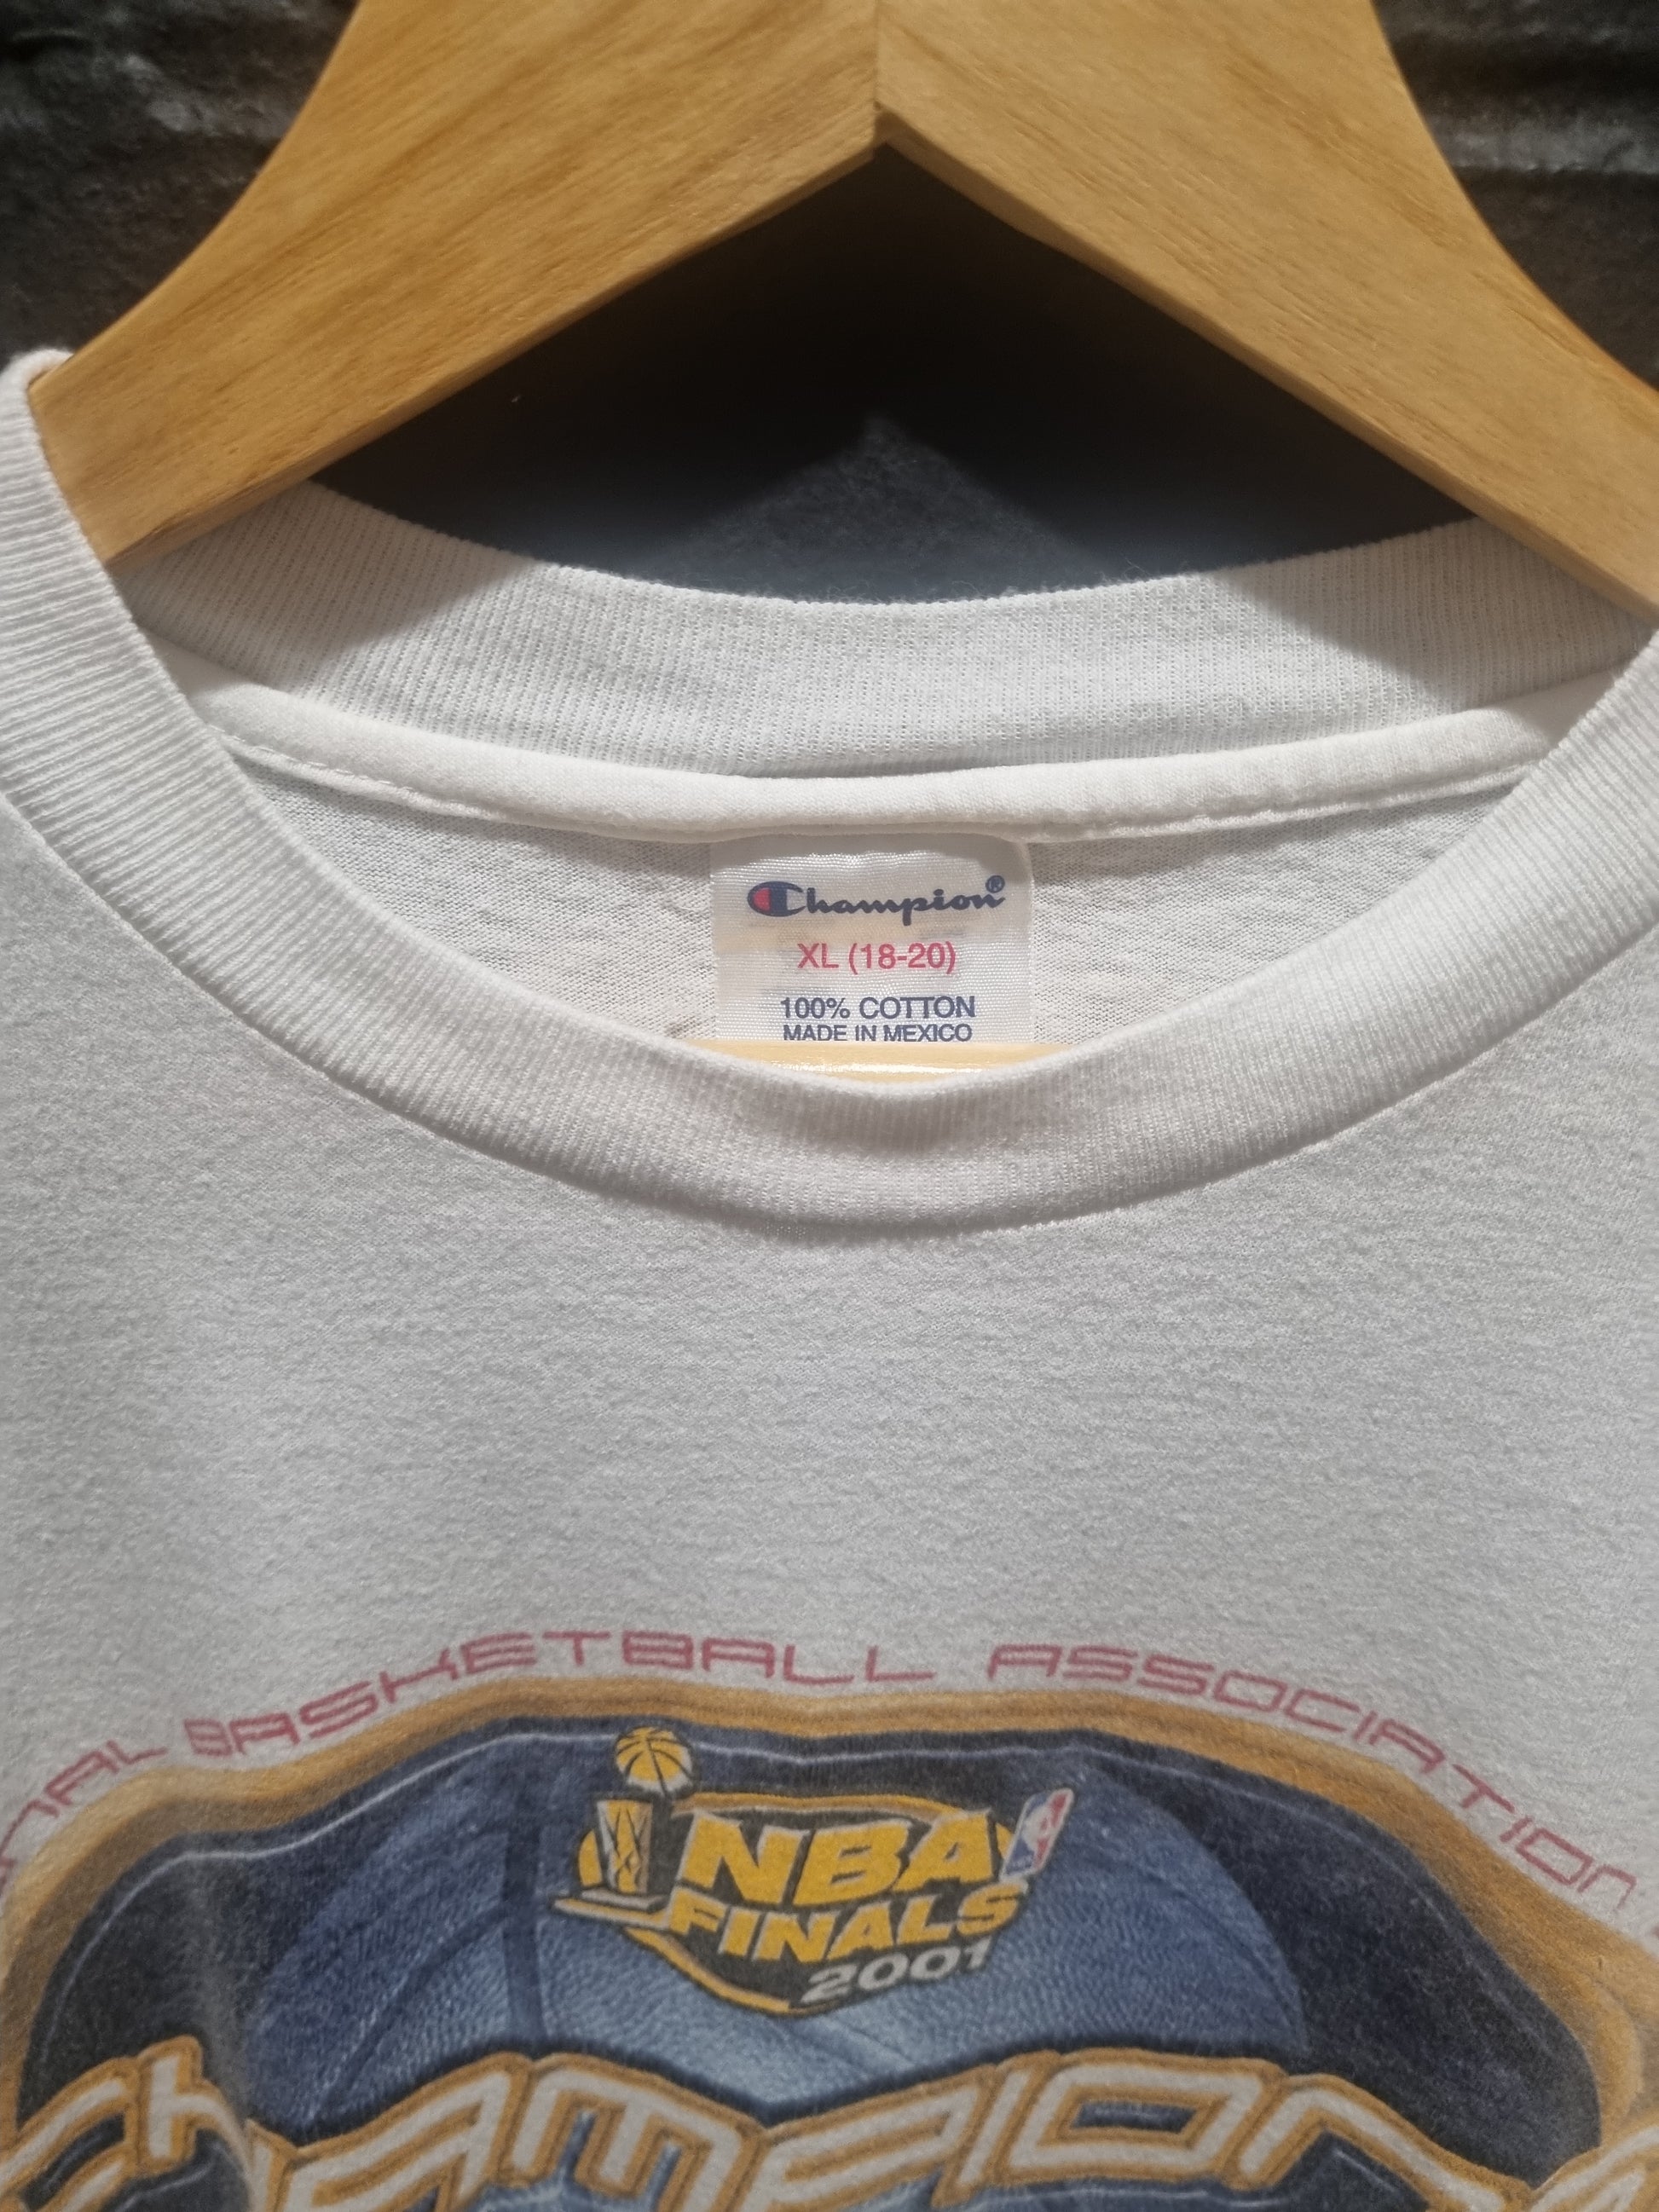 Champion®
XL (18-20)
100% COTTON
MADE IN MEXICO
BASKETBALL ASSOCIATION
NBA
FINALS
2001